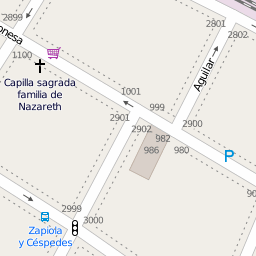 2899
onesa
1100
Capilla sagrada
familia de
Nazareth
2801
2802
Aguilar
1001
999
2901
2902
982
986
980
2900
P
2999
3000
Zapiola
y Céspedes